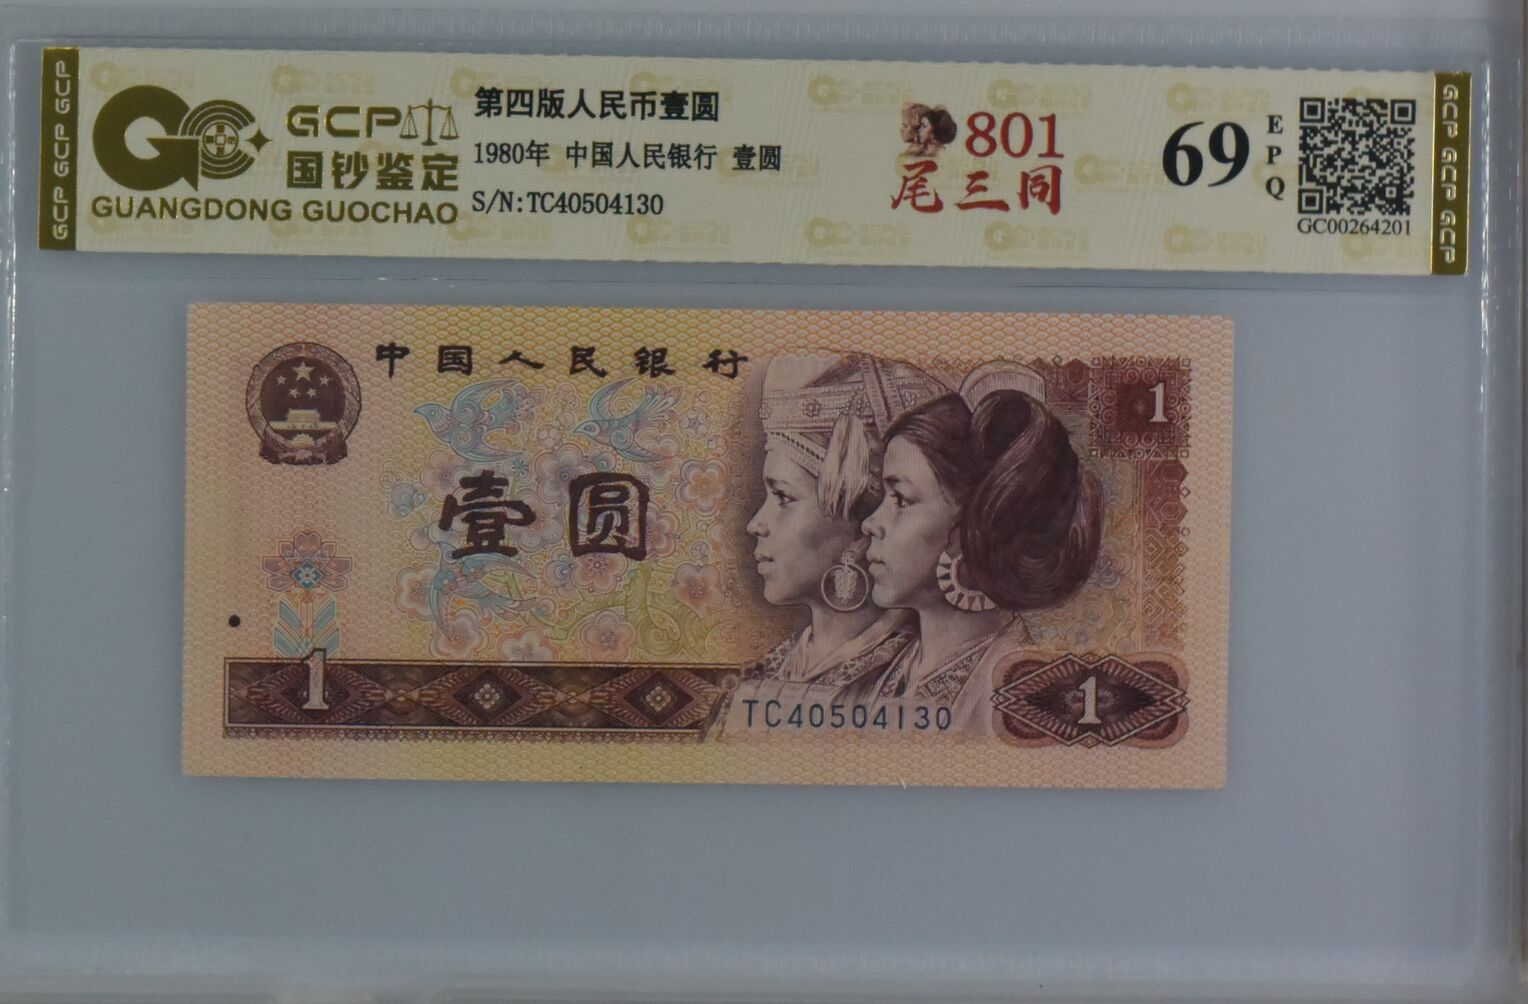 GCP GCP GCP
GCP
国钞鉴定
GUANGDONG GUOCHAO
第四版人民币壹圆
1980年 中国人民银行 壹圆
S/N:TC40504130
801
尾三同
69
EPQ
GC00264201
GCP GCP GCP
中国人民银行
1
壹圆
1
TC40504130
1